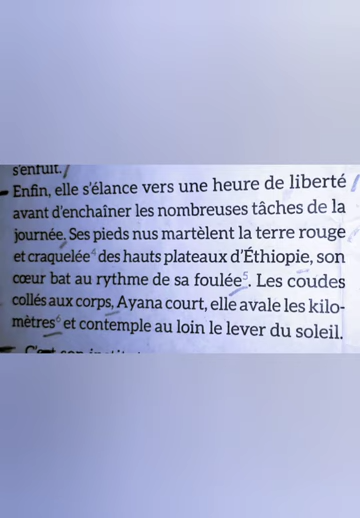 s'enfuit.
Enfin, elle s'élance vers une heure de liberté
avant d'enchaîner les nombreuses tâches de la
journée. Ses pieds nus martèlent la terre rouge
et craquelée⁴ des hauts plateaux d'Éthiopie, son
cœur bat au rythme de sa foulée⁵. Les coudes
collés aux corps, Ayana court, elle avale les kilo-
mètres⁶ et contemple au loin le lever du soleil.
C'est son